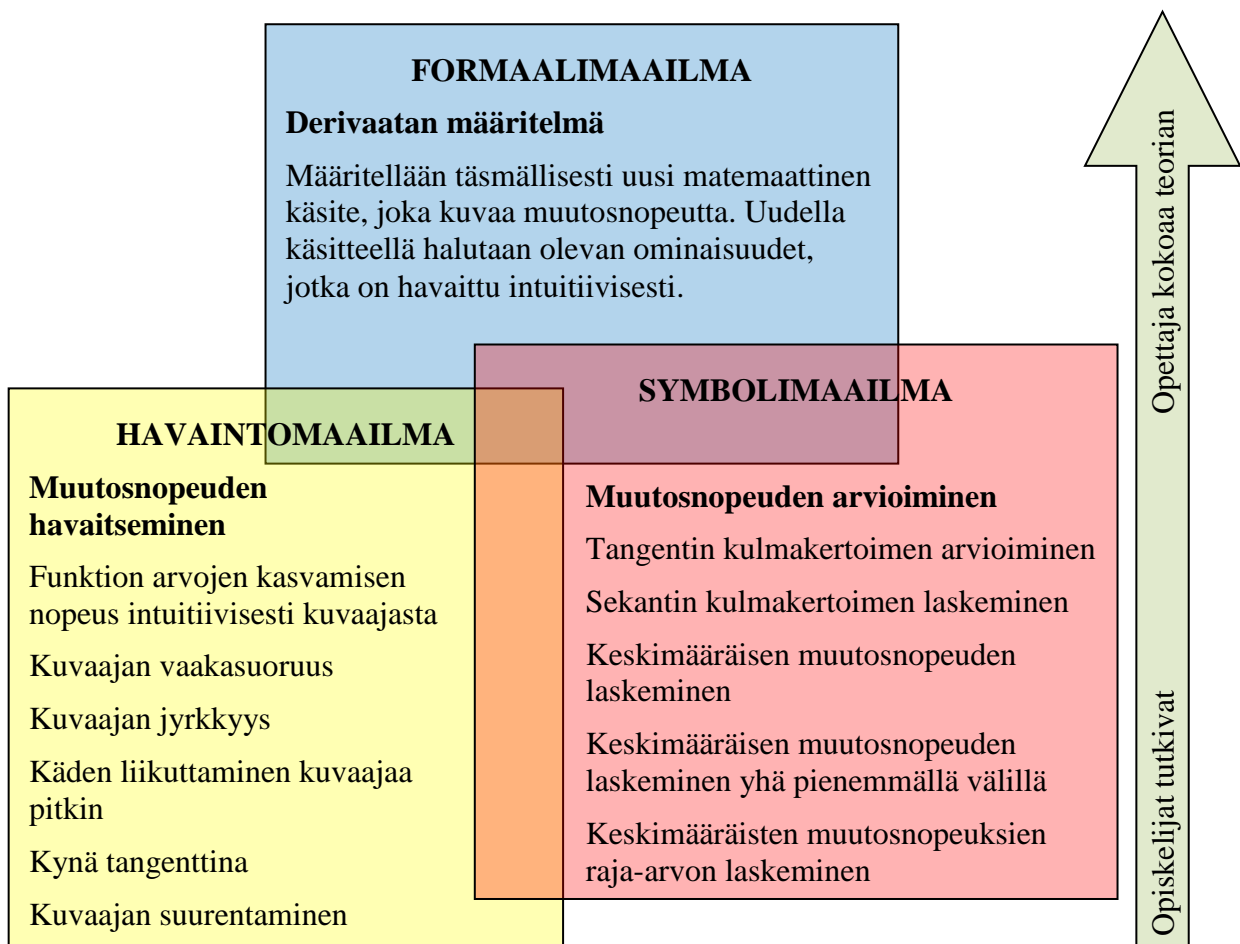 FORMAALIMAAILMA
Derivaatan määritelmä
Määritellään täsmällisesti uusi matemaattinen
käsite, joka kuvaa muutosnopeutta. Uudella
käsitteellä halutaan olevan ominaisuudet,
jotka on havaittu intuitiivisesti.
HAVAINTOMAAILMA
Muutosnopeuden
havaitseminen
Funktion arvojen kasvamisen
nopeus intuitiivisesti kuvaajasta
Kuvaajan vaakasuoruus
Kuvaajan jyrkkyys
Käden liikuttaminen kuvaajaa
pitkin
Kynä tangenttina
Kuvaajan suurentaminen
SYMBOLIMAAILMA
Muutosnopeuden arvioiminen
Tangentin kulmakertoimen arvioiminen
Sekantin kulmakertoimen laskeminen
Keskimääräisen muutosnopeuden
laskeminen
Keskimääräisen muutosnopeuden
laskeminen yhä pienemmällä välillä
Keskimääräisten muutosnopeuksien
raja-arvon laskeminen
Opettaja kokoaa teorian
Opiskelijat tutkivat